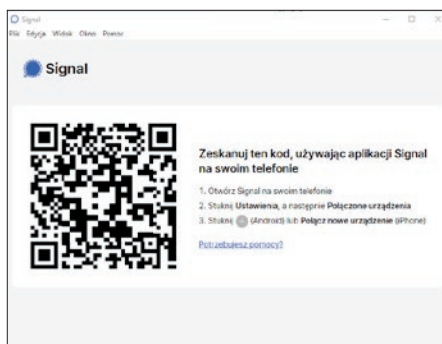 Signal
Plik Edycja Widok Okno Pomoc
Signal
Zeskanuj ten kod, używając aplikacji Signal
na swoim telefonie
1. Otwórz Signal na swoim telefonie
2. Stuknij Ustawienia, a następnie Połączone urządzenia
3. Stuknij (Android) lub Połącz nowe urządzenie (iPhone)
Potrzebujesz pomocy?